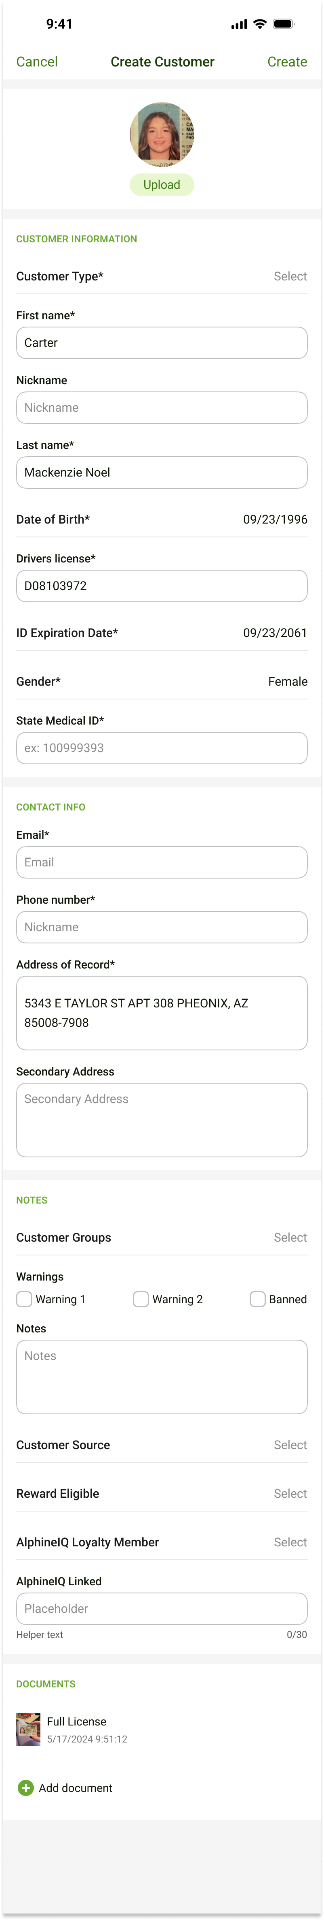 9:41
Cancel
Create Customer
Create
Upload
CUSTOMER INFORMATION
Customer Type*
Select
First name*
Carter
Nickname
Nickname
Last name*
Mackenzie Noel
Date of Birth*
09/23/1996
Drivers license*
D08103972
ID Expiration Date*
09/23/2061
Gender*
Female
State Medical ID*
ex: 100999393
CONTACT INFO
Email*
Email
Phone number*
Nickname
Address of Record*
5343 E TAYLOR ST APT 308 PHEONIX, AZ
85008-7908
Secondary Address
Secondary Address
NOTES
Customer Groups
Select
Warnings
Warning 1
Warning 2
Banned
Notes
Notes
Customer Source
Select
Reward Eligible
Select
AlphineIQ Loyalty Member
Select
AlphineIQ Linked
Placeholder
Helper text
0/30
DOCUMENTS
Full License
5/17/2024 9:51:12
Add document